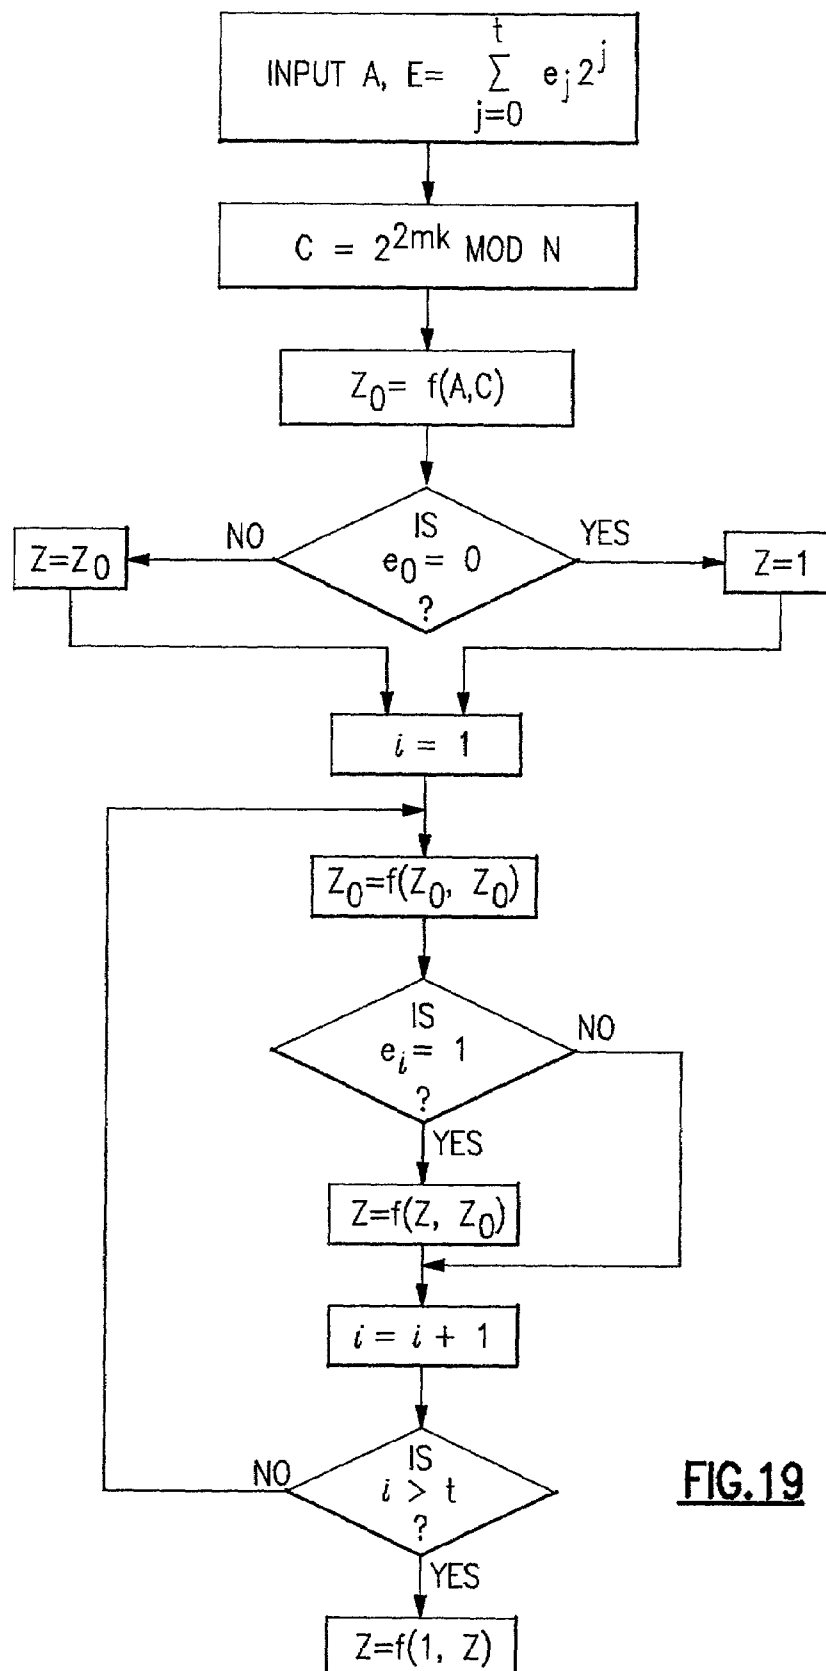 INPUT A, E= \sum_{j=0}^{t} e_j 2^j
C = 2^{2mk} MOD N
Z_0= f(A,C)
IS
e_0= 0
?
NO
YES
Z=Z_0
Z=1
i = 1
Z_0=f(Z_0, Z_0)
IS
e_i= 1
?
NO
YES
Z=f(Z, Z_0)
i = i + 1
IS
i > t
?
NO
YES
Z=f(1, Z)
FIG.19